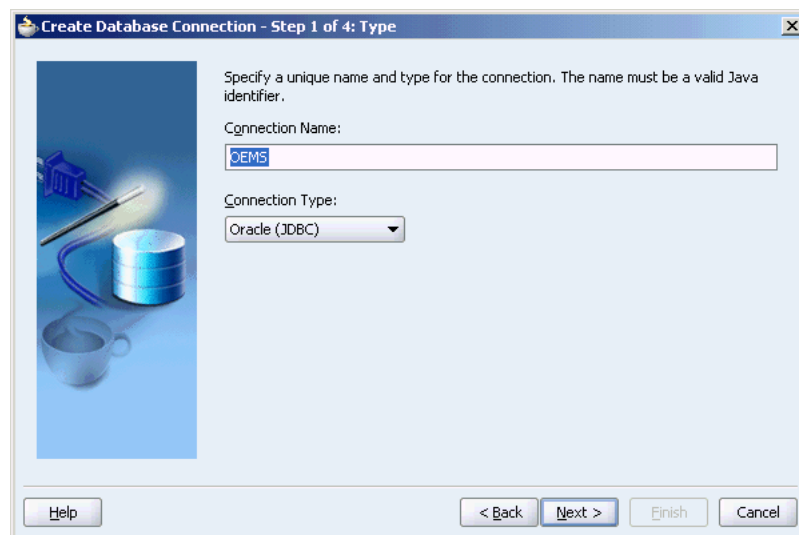 Create Database Connection - Step 1 of 4: Type
Specify a unique name and type for the connection. The name must be a valid Java
identifier.
Connection Name:
OEMS
Connection Type:
Oracle (JDBC)
Help
< Back
Next >
Finish
Cancel